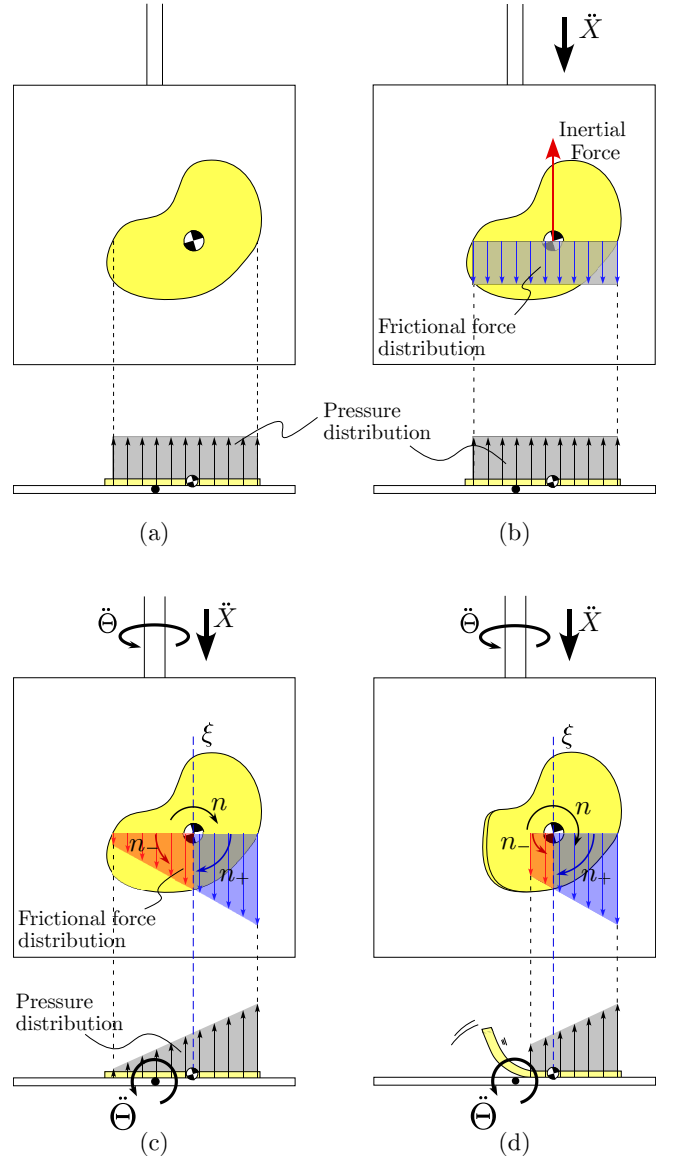 Ẍ
Inertial
Force
Frictional force
distribution
Pressure
distribution
(a)
(b)
Θ̈
Ẍ
Θ̈
Ẍ
ξ
n
n₋
n₊
ξ
n
n₋
n₊
Frictional force
distribution
Pressure
distribution
Θ̈
Θ̈
(c)
(d)